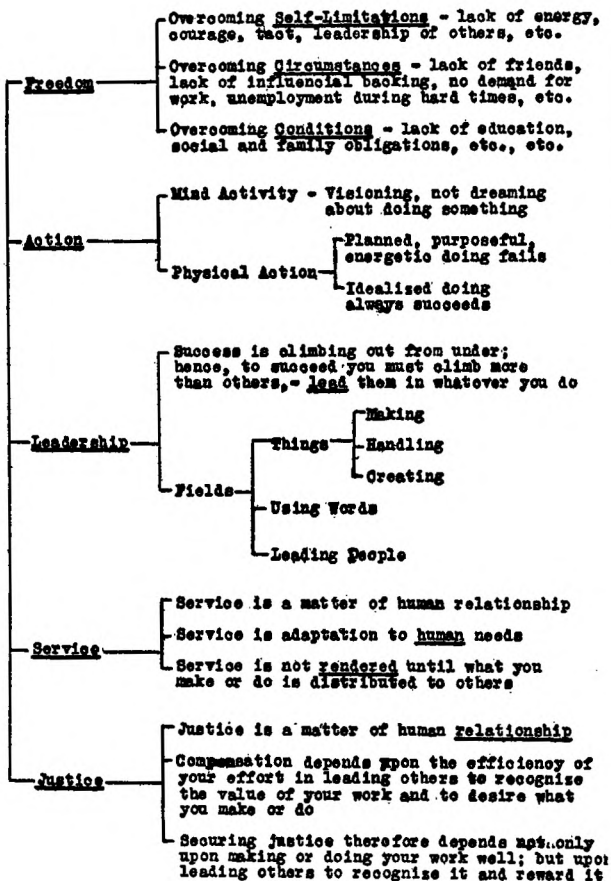 Overcoming Self-Limitations - lack of energy,
courage, tact, leadership of others, etc.
Freedom
Overcoming Circumstances - lack of friends,
lack of influencial backing, no demand for
work, unemployment during hard times, etc.
Overcoming Conditions - lack of education,
social and family obligations, etc., etc.
Action
Mind Activity - Visioning, not dreaming
about doing something
Physical Action
Planned, purposeful,
energetic doing fails
Idealized doing
always succeeds
Leadership
Success is climbing out from under;
hence, to succeed you must climb more
than others,- lead them in whatever you do
Fields
Things
Making
Handling
Creating
Using Words
Leading People
Service
Service is a matter of human relationship
Service is adaptation to human needs
Service is not rendered until what you
make or do is distributed to others
Justice
Justice is a matter of human relationship
Compensation depends upon the efficiency of
your effort in leading others to recognize
the value of your work and to desire what
you make or do
Securing justice therefore depends not only
upon making or doing your work well; but upon
leading others to recognize it and reward it